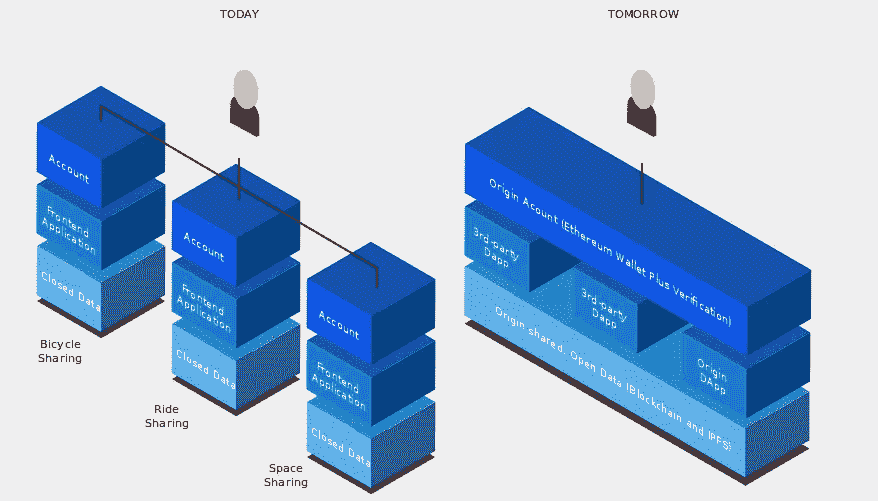 TODAY
TOMORROW
Account
Frontend
Application
Closed Data
Bicycle
Sharing
Account
Frontend
Application
Closed Data
Ride
Sharing
Account
Frontend
Application
Closed Data
Space
Sharing
Origin Acount (Ethereum Wallet Plus Verification)
3rd-party
Dapp
3rd-party
Dapp
Origin
DApp
Origin shared, Open Data (Blockchain and IPFS)